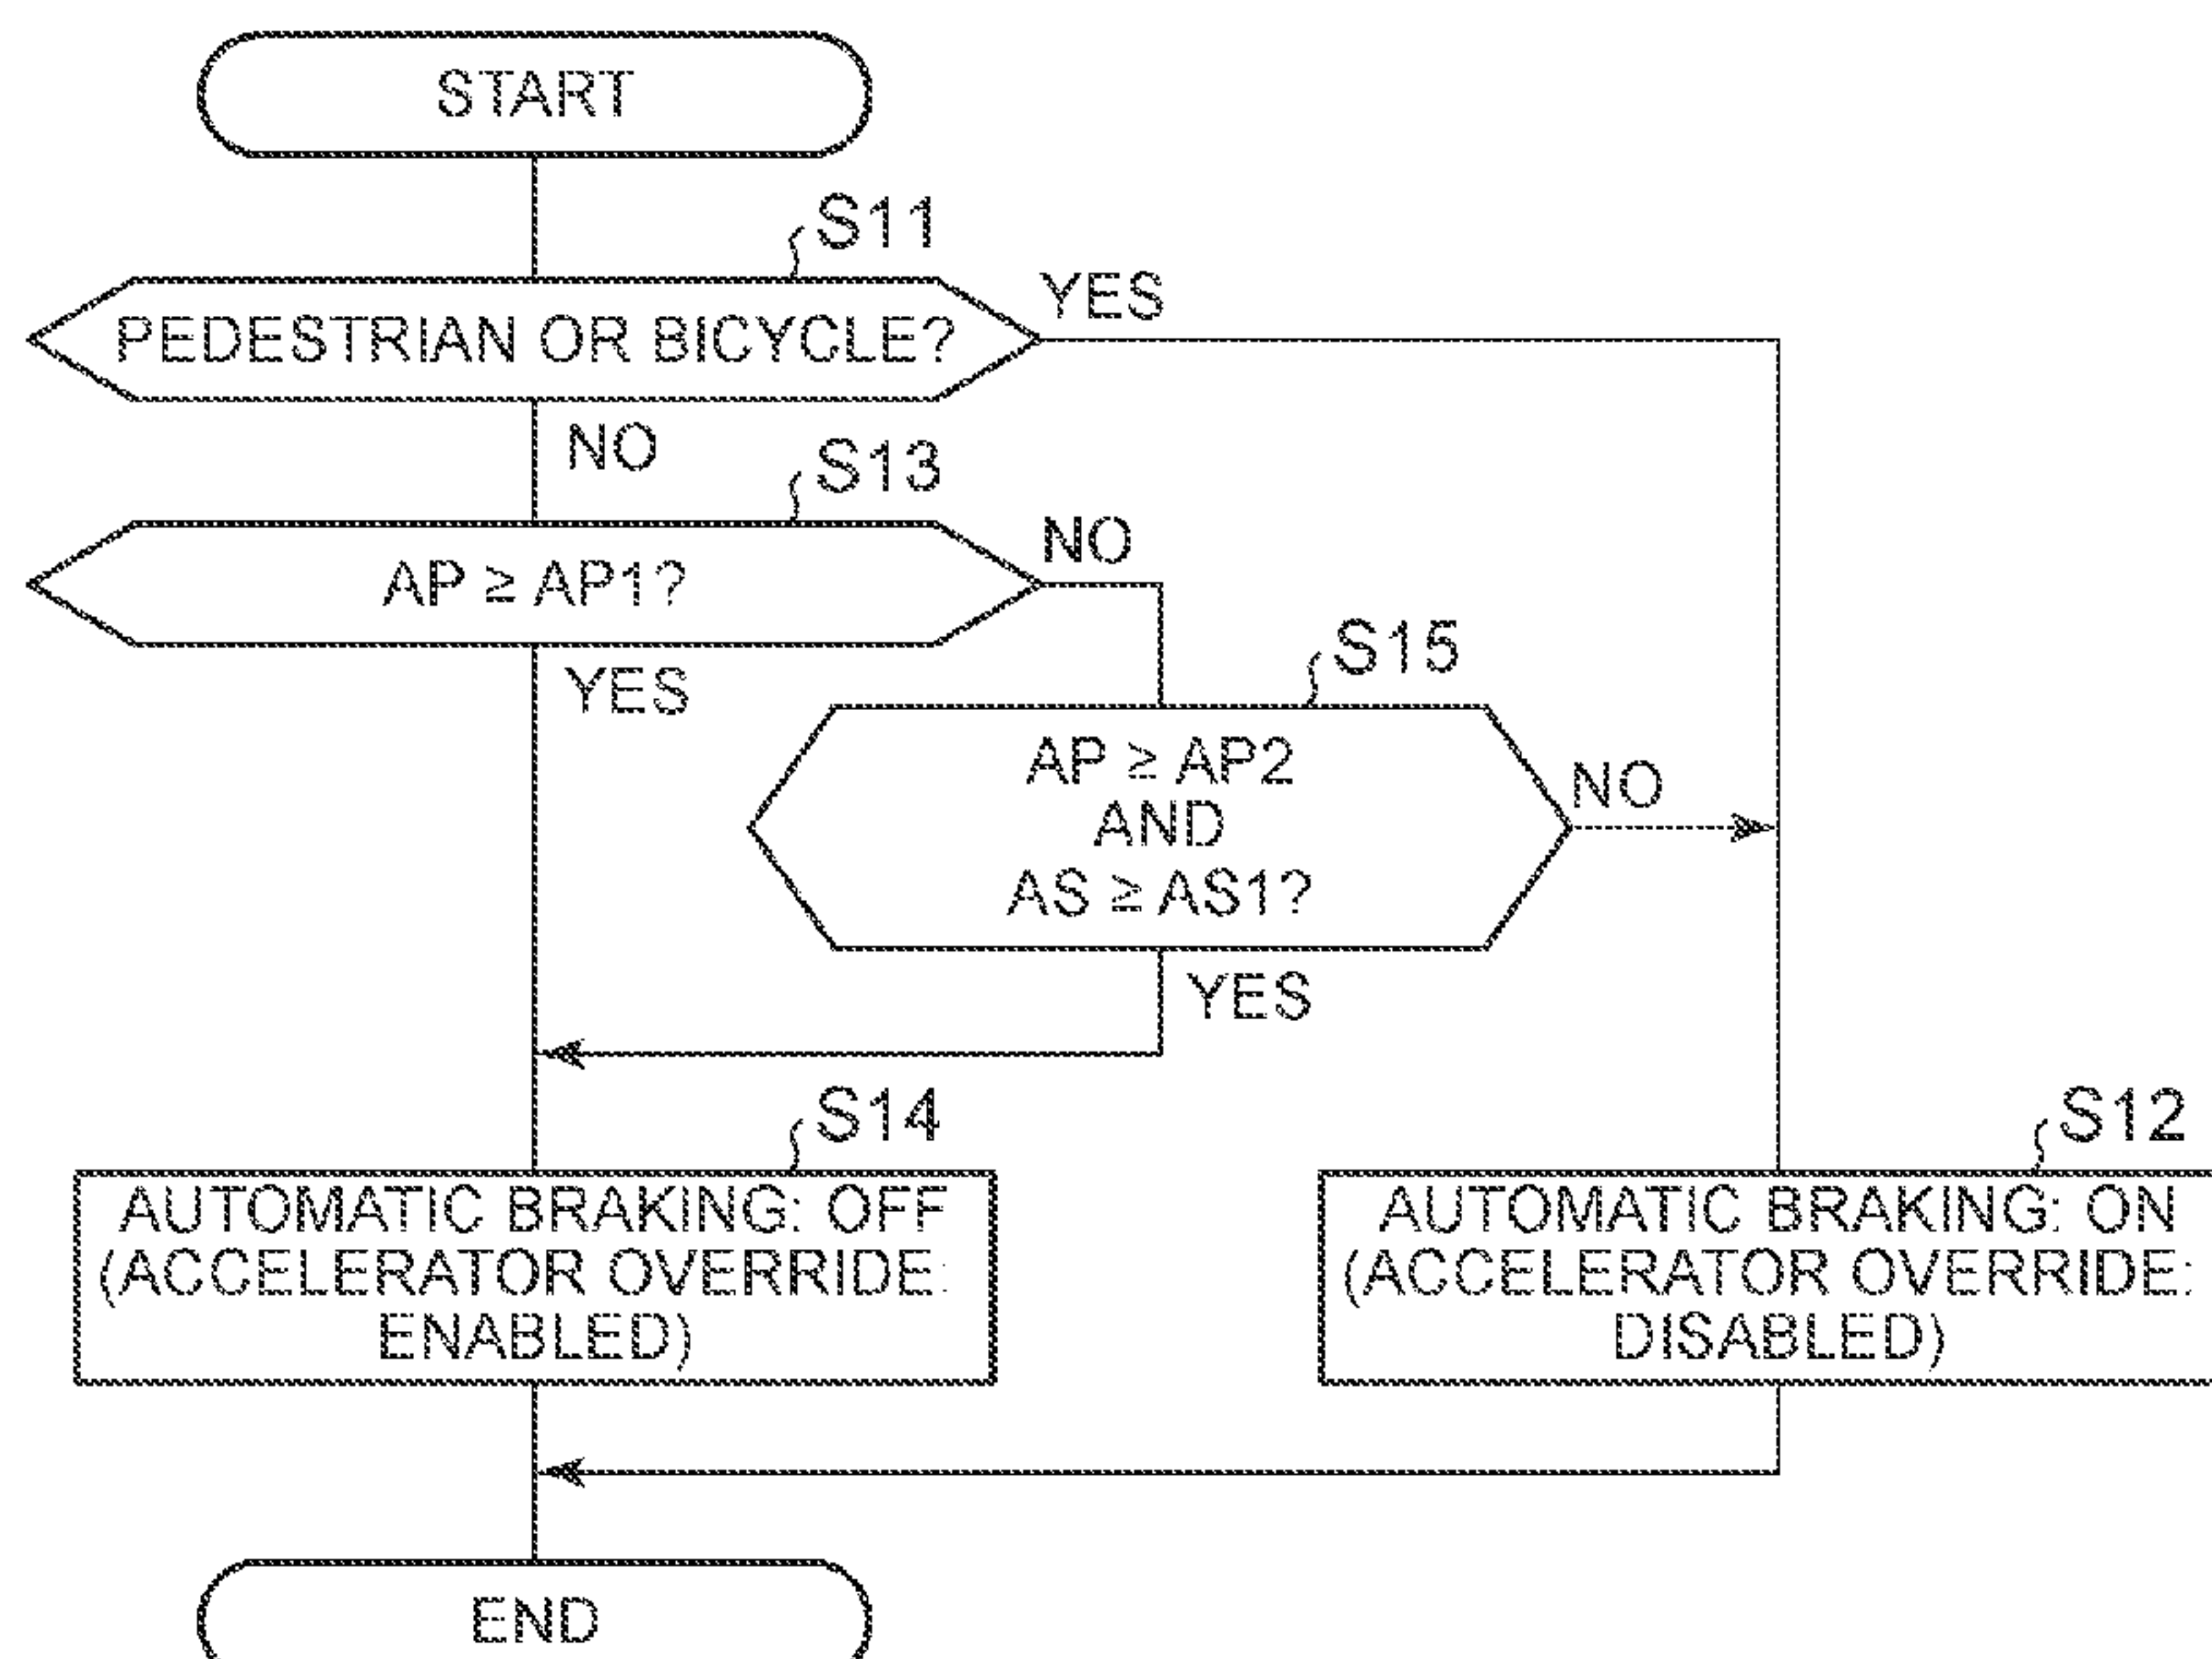 START
S11
PEDESTRIAN OR BICYCLE?
YES
NO
S13
AP ≥ AP1?
NO
YES
S15
AP ≥ AP2
AND
AS ≥ AS1?
NO
YES
S14
AUTOMATIC BRAKING: OFF
(ACCELERATOR OVERRIDE:
ENABLED)
S12
AUTOMATIC BRAKING: ON
(ACCELERATOR OVERRIDE:
DISABLED)
END